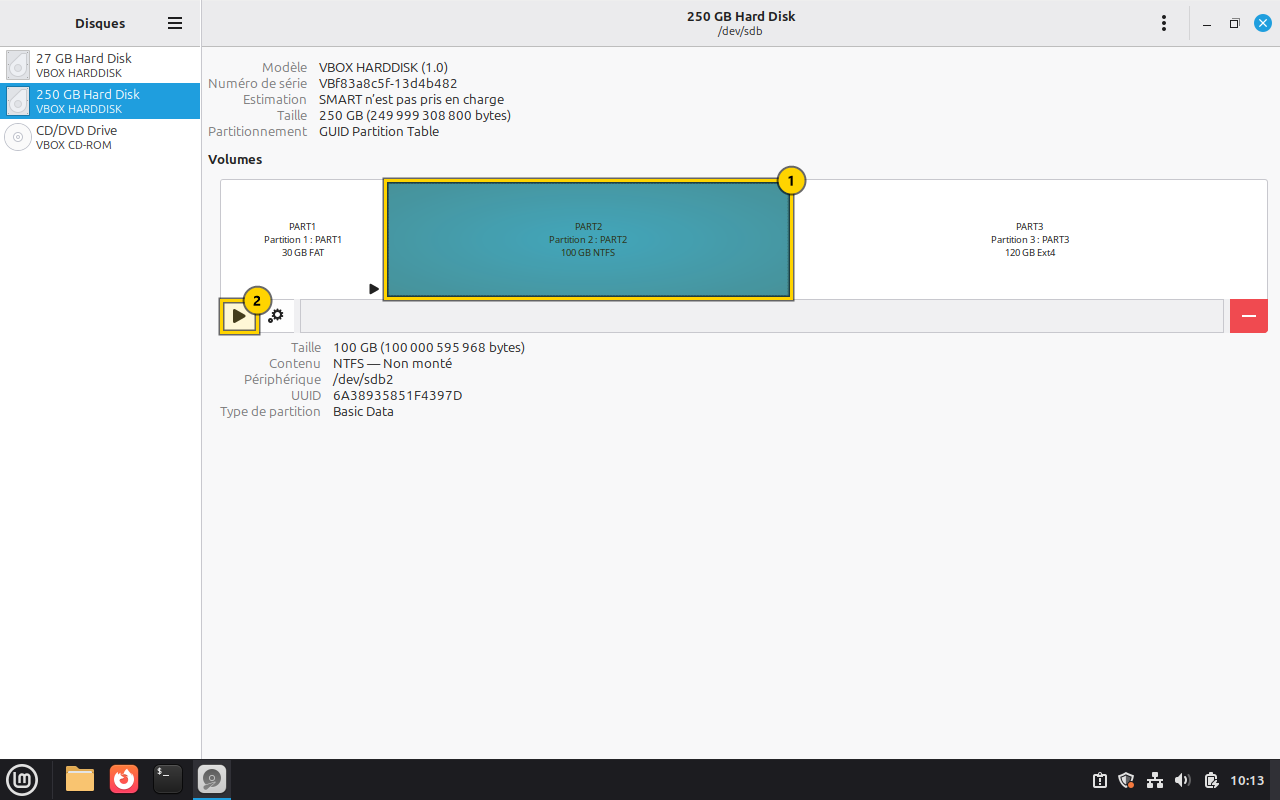 Disques
250 GB Hard Disk
/dev/sdb
27 GB Hard Disk
VBOX HARDDISK
250 GB Hard Disk
VBOX HARDDISK
CD/DVD Drive
VBOX CD-ROM
Modèle VBOX HARDDISK (1.0)
Numéro de série VBf83a8c5f-13d4b482
Estimation SMART n’est pas pris en charge
Taille 250 GB (249 999 308 800 bytes)
Partitionnement GUID Partition Table
Volumes
1
PART1
Partition 1 : PART1
30 GB FAT
PART2
Partition 2 : PART2
100 GB NTFS
PART3
Partition 3 : PART3
120 GB Ext4
2
Taille 100 GB (100 000 595 968 bytes)
Contenu NTFS — Non monté
Périphérique /dev/sdb2
UUID 6A38935851F4397D
Type de partition Basic Data
lm
$_
10:13